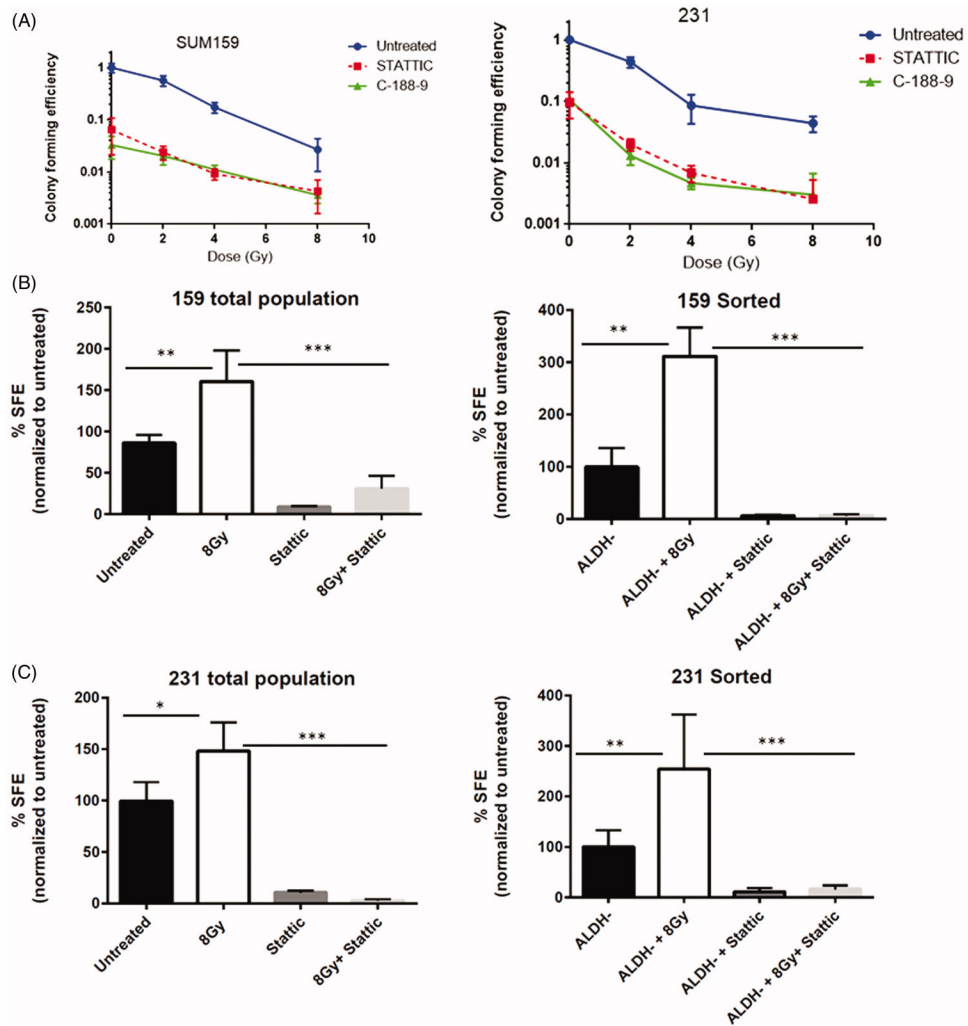 (A)
SUM159
Colony forming efficiency
1
0.1
0.01
0.001
0 2 4 6 8 10
Dose (Gy)
Untreated
STATTIC
C-188-9
231
Colony forming efficiency
1
0.1
0.01
0.001
0 2 4 6 8 10
Dose (Gy)
Untreated
STATTIC
C-188-9
(B)
159 total population
% SFE
(normalized to untreated)
250
200
150
100
50
0
**
***
Untreated
8Gy
Stattic
8Gy+ Stattic
159 Sorted
% SFE
(normalized to untreated)
400
300
200
100
0
**
***
ALDH-
ALDH- + 8Gy
ALDH- + Stattic
ALDH- + 8Gy+ Stattic
(C)
231 total population
% SFE
(normalized to untreated)
200
150
100
50
0
*
***
Untreated
8Gy
Stattic
8Gy+ Stattic
231 Sorted
% SFE
(normalized to untreated)
400
300
200
100
0
**
***
ALDH-
ALDH- + 8Gy
ALDH- + Stattic
ALDH- + 8Gy+ Stattic